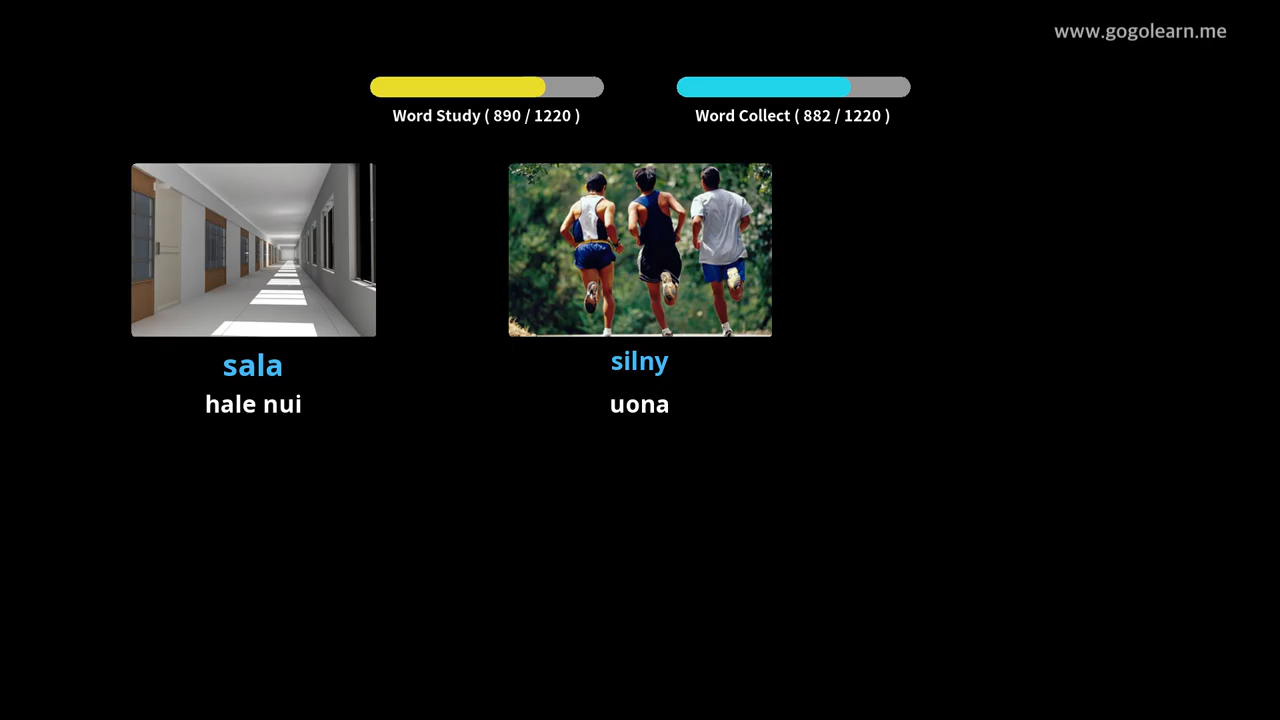 www.gogolearn.me
Word Study ( 890 / 1220 )
Word Collect ( 882 / 1220 )
sala
hale nui
silny
uona